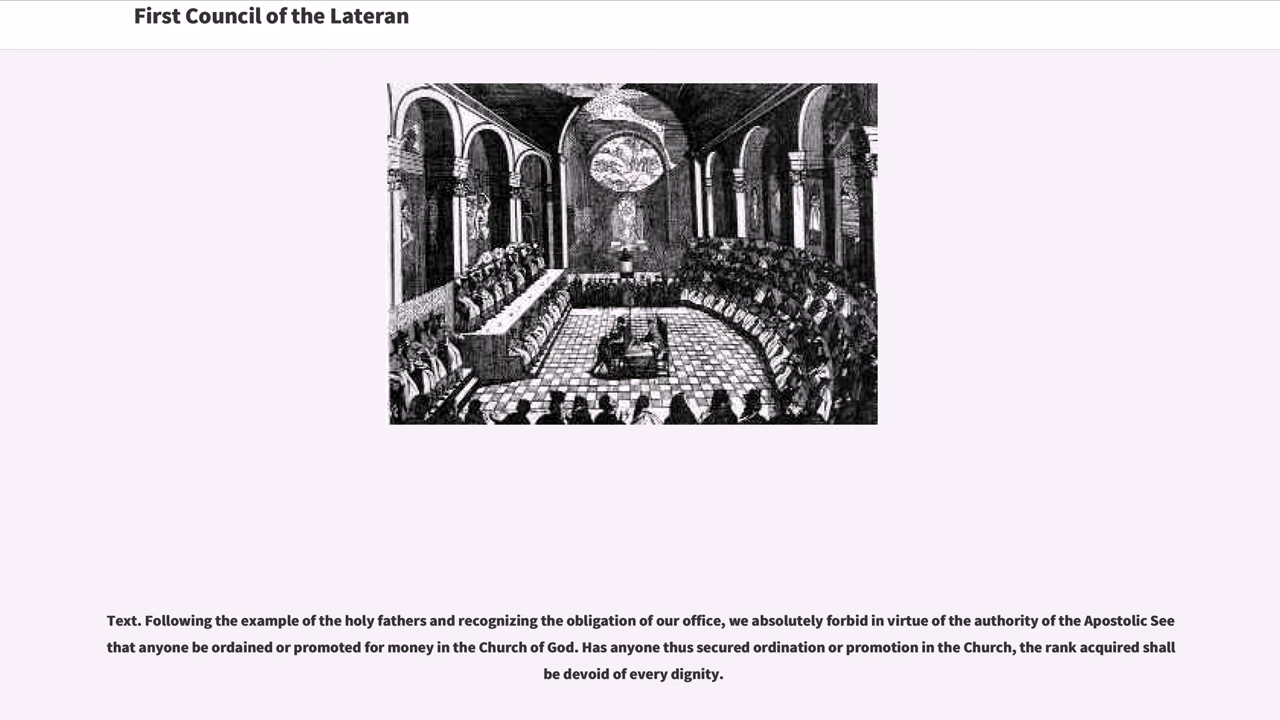 First Council of the Lateran
Text. Following the example of the holy fathers and recognizing the obligation of our office, we absolutely forbid in virtue of the authority of the Apostolic See
that anyone be ordained or promoted for money in the Church of God. Has anyone thus secured ordination or promotion in the Church, the rank acquired shall
be devoid of every dignity.